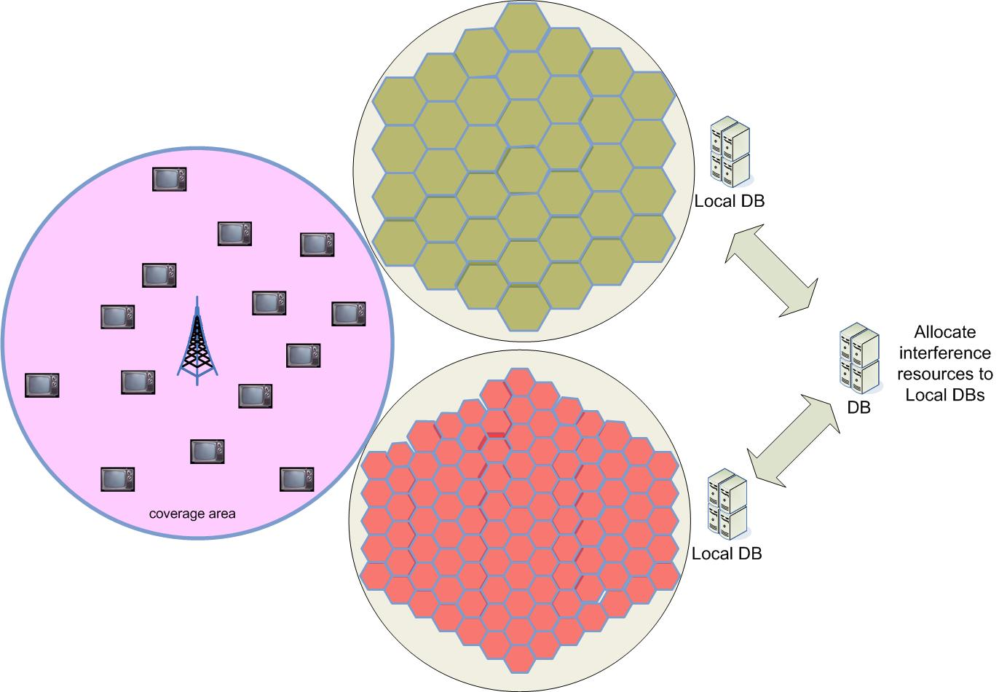 coverage area
Local DB
Allocate
interference
resources to
Local DBs
DB
Local DB